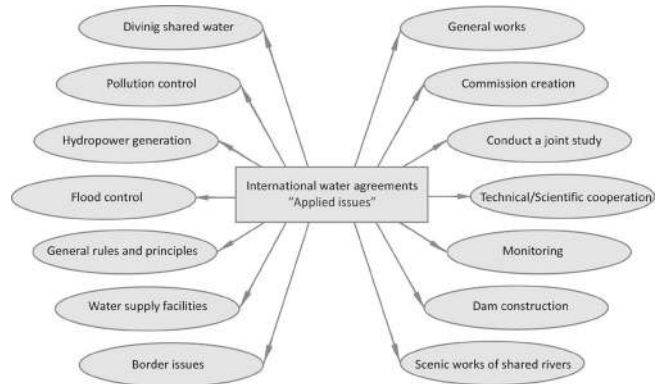 Divinig shared water
General works
Pollution control
Commission creation
Hydropower generation
Conduct a joint study
International water agreements
"Applied issues"
Flood control
Technical/Scientific cooperation
General rules and principles
Monitoring
Water supply facilities
Dam construction
Border issues
Scenic works of shared rivers